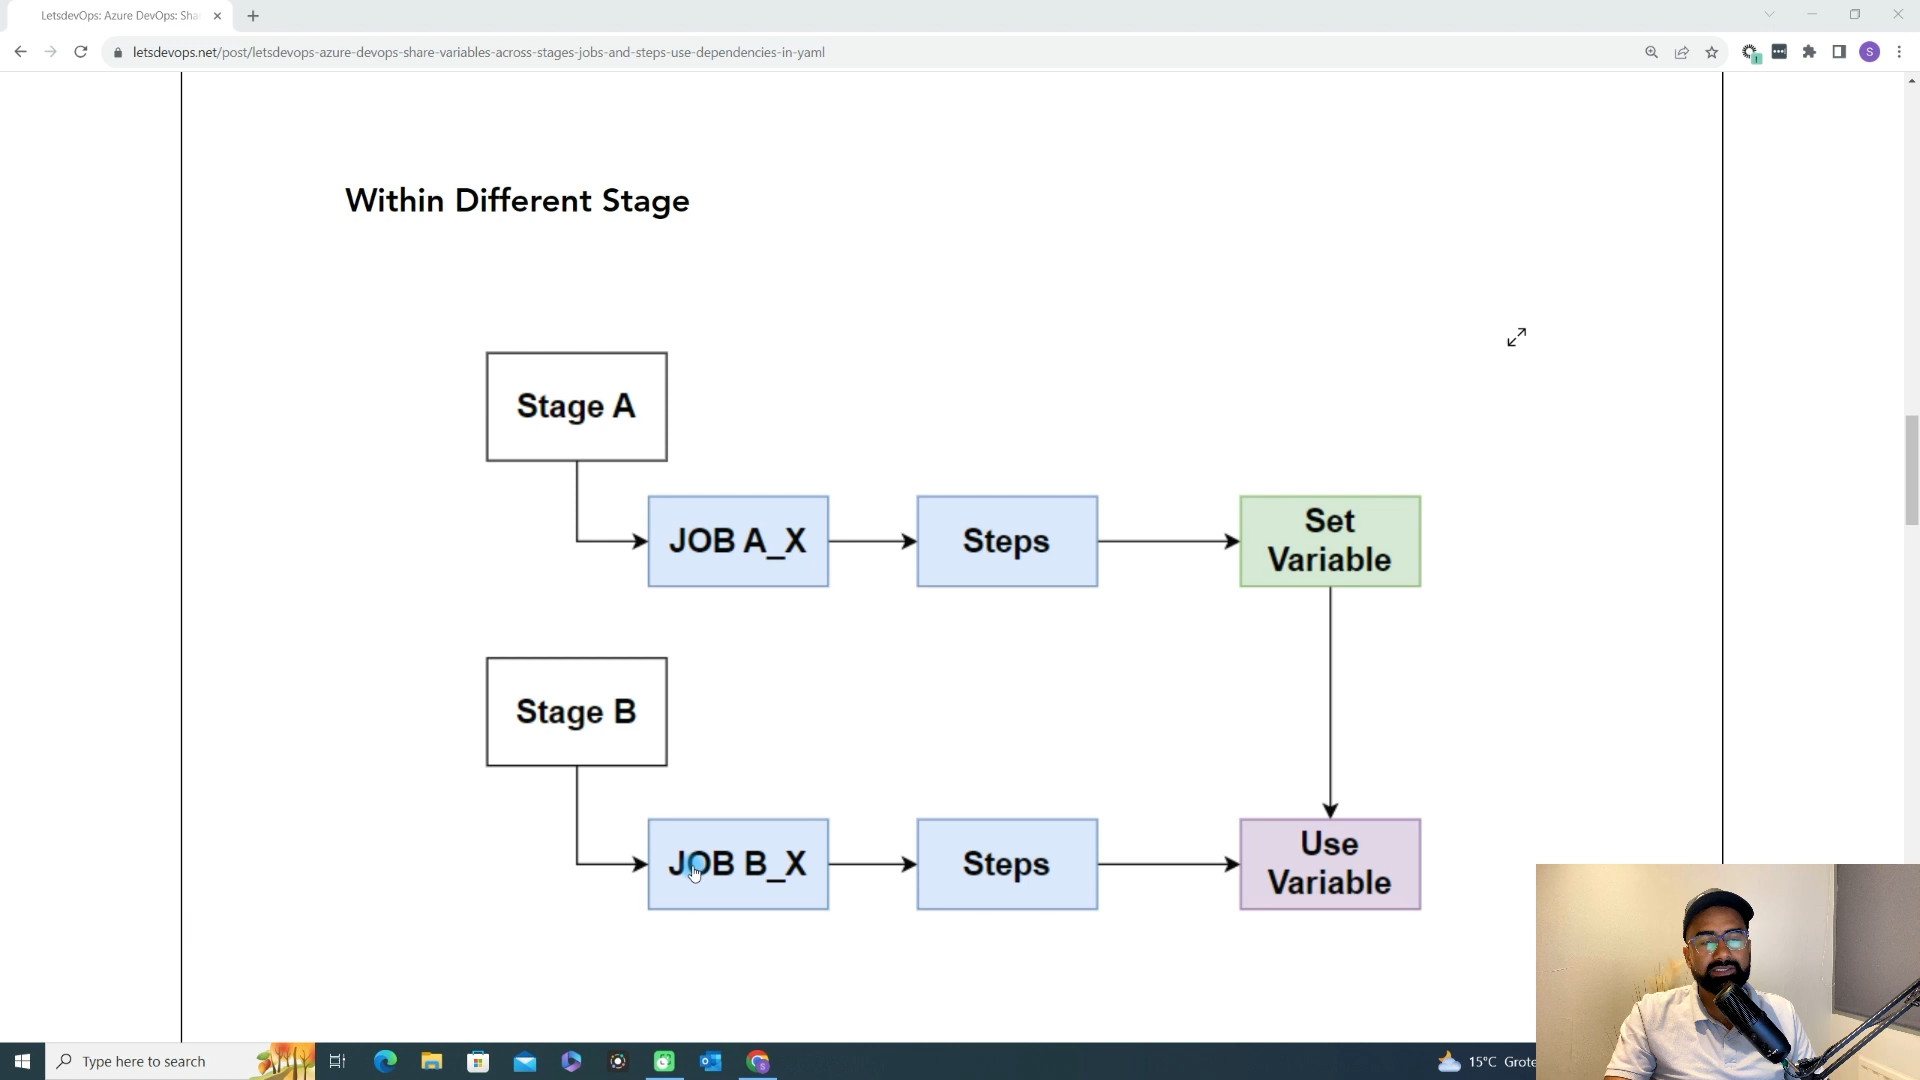 LetsdevOps: Azure DevOps: Sha
letsdevops.net/post/letsdevops-azure-devops-share-variables-across-stages-jobs-and-steps-use-dependencies-in-yaml
S
1
Within Different Stage
Stage A
JOB A_X
Steps
Set
Variable
Stage B
JOB B_X
Steps
Use
Variable
Type here to search
15°C Grote